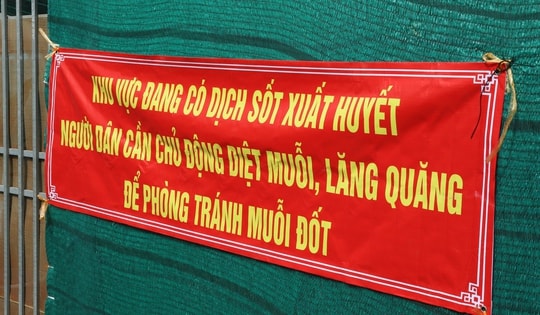 KHU VỰC ĐANG CÓ DỊCH SỐT XUẤT HUYẾT
NGƯỜI DÂN CẦN CHỦ ĐỘNG DIỆT MUỖI, LĂNG QUĂNG
ĐỂ PHÒNG TRÁNH MUỖI ĐỐT